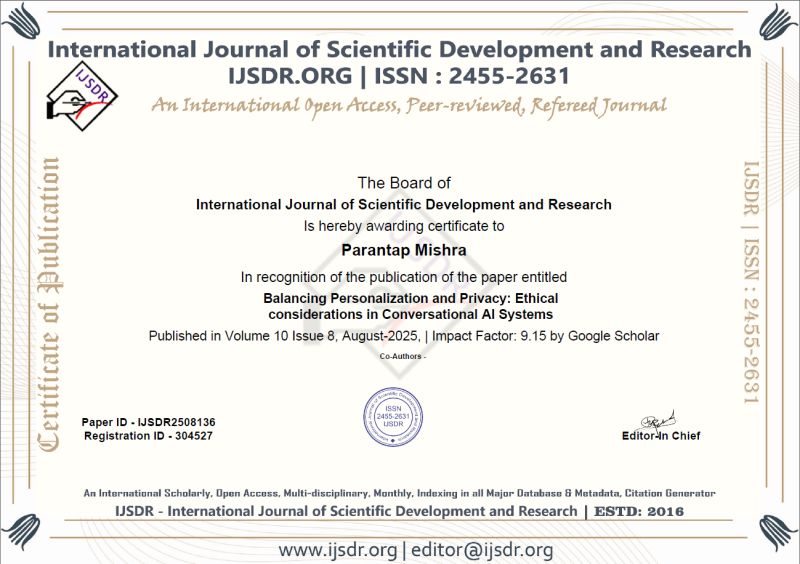 International Journal of Scientific Development and Research
IJSDR.ORG | ISSN : 2455-2631
An International Open Access, Peer-reviewed, Refereed Journal
IJSDR
Certificate of Publication
IJSDR | ISSN : 2455-2631
The Board of
International Journal of Scientific Development and Research
Is hereby awarding certificate to
Parantap Mishra
In recognition of the publication of the paper entitled
Balancing Personalization and Privacy: Ethical
considerations in Conversational AI Systems
Published in Volume 10 Issue 8, August-2025, | Impact Factor: 9.15 by Google Scholar
Co-Authors -
IJSDR
ISSN
2455-2631
IJSDR
Paper ID - IJSDR2508136
Registration ID - 304527
Editor-In Chief
An International Scholarly, Open Access, Multi-disciplinary, Monthly, Indexing in all Major Database & Metadata, Citation Generator
IJSDR - International Journal of Scientific Development and Research | ESTD: 2016
www.ijsdr.org | editor@ijsdr.org